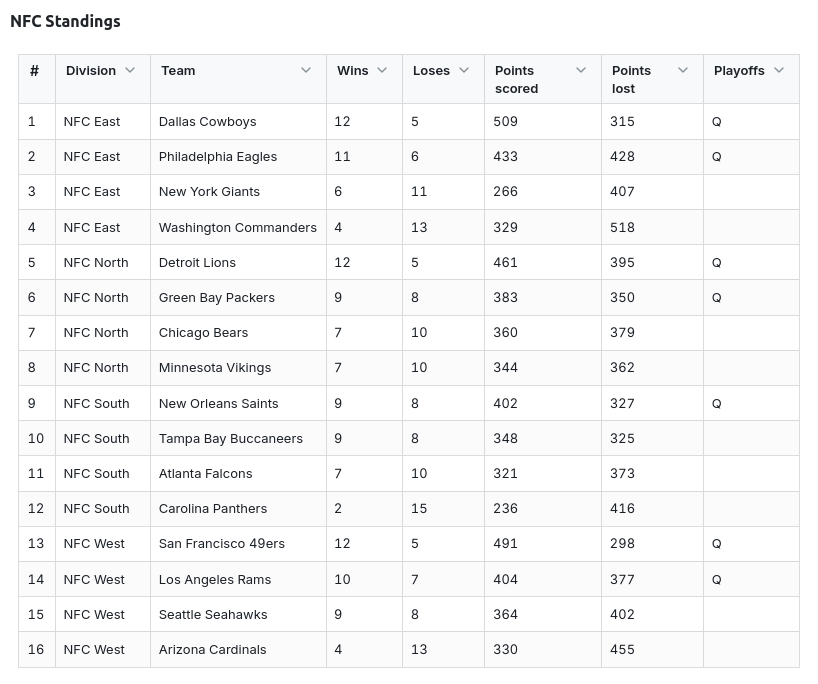 NFC Standings
# Division Team Wins Loses Points scored Points lost Playoffs
1 NFC East Dallas Cowboys 12 5 509 315 Q
2 NFC East Philadelphia Eagles 11 6 433 428 Q
3 NFC East New York Giants 6 11 266 407
4 NFC East Washington Commanders 4 13 329 518
5 NFC North Detroit Lions 12 5 461 395 Q
6 NFC North Green Bay Packers 9 8 383 350 Q
7 NFC North Chicago Bears 7 10 360 379
8 NFC North Minnesota Vikings 7 10 344 362
9 NFC South New Orleans Saints 9 8 402 327 Q
10 NFC South Tampa Bay Buccaneers 9 8 348 325
11 NFC South Atlanta Falcons 7 10 321 373
12 NFC South Carolina Panthers 2 15 236 416
13 NFC West San Francisco 49ers 12 5 491 298 Q
14 NFC West Los Angeles Rams 10 7 404 377 Q
15 NFC West Seattle Seahawks 9 8 364 402
16 NFC West Arizona Cardinals 4 13 330 455